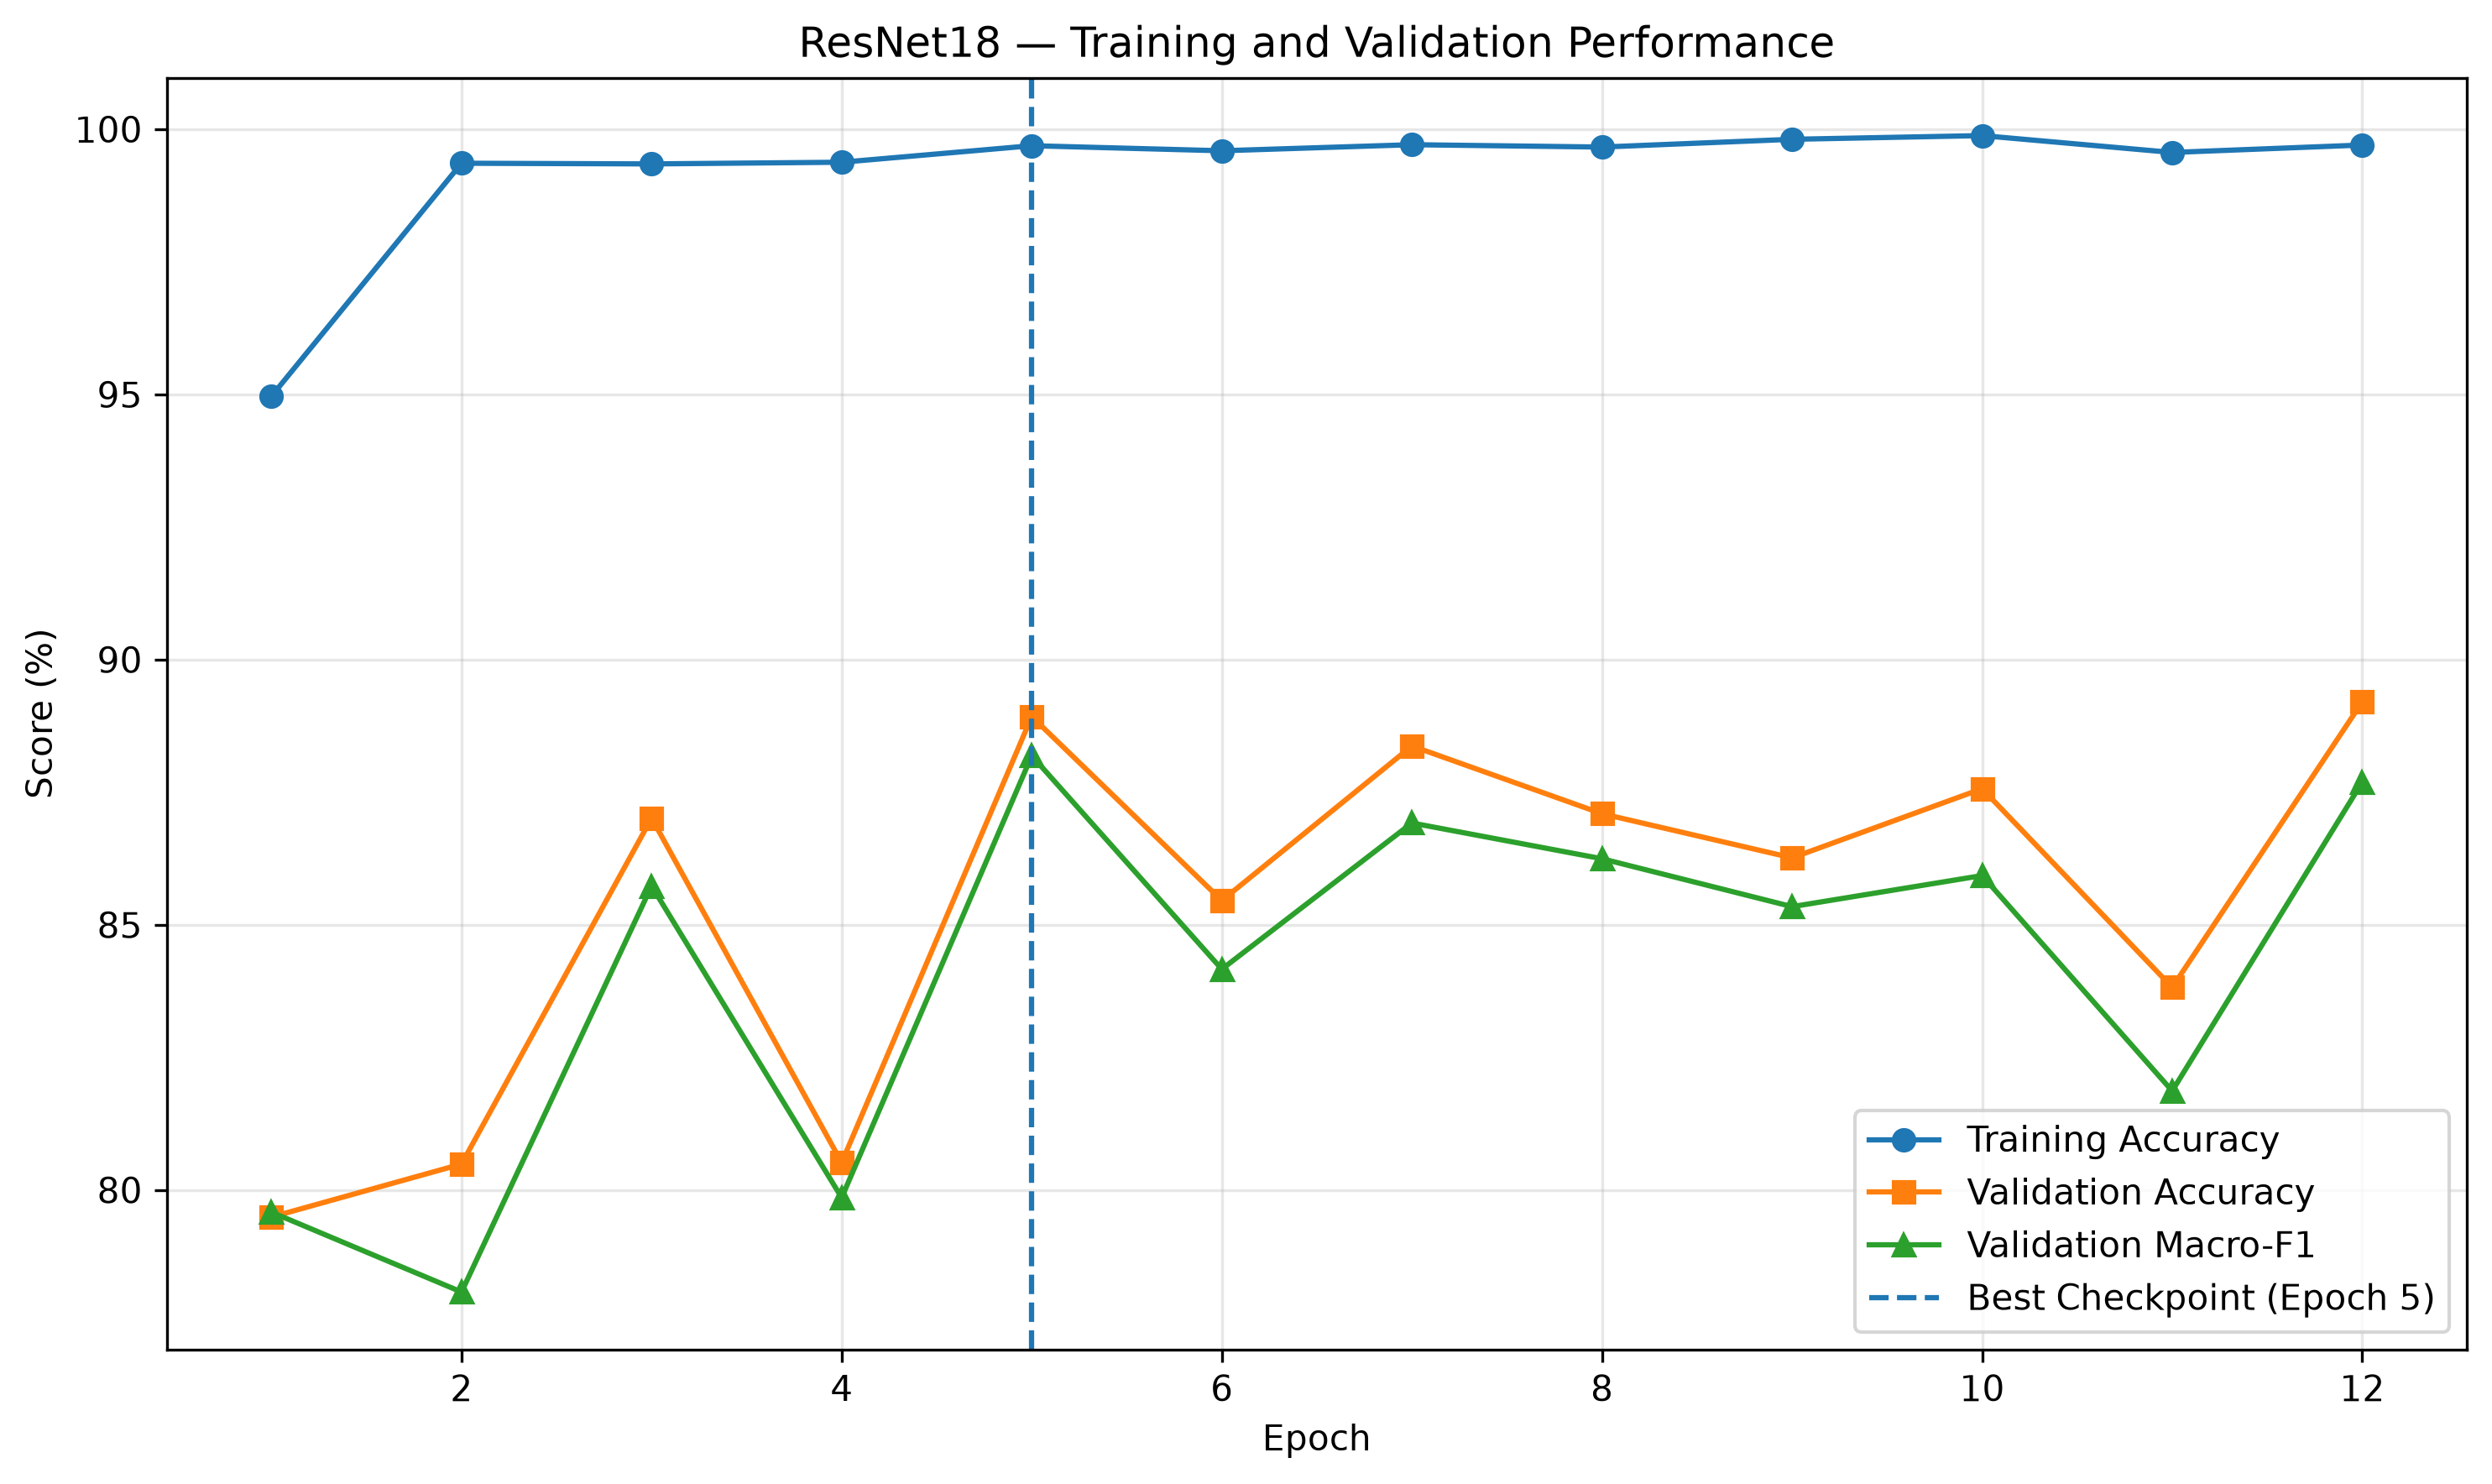 ResNet18 — Training and Validation Performance
100
95
90
85
80
Score (%)
2 4 6 8 10 12
Epoch
Training Accuracy
Validation Accuracy
Validation Macro-F1
Best Checkpoint (Epoch 5)